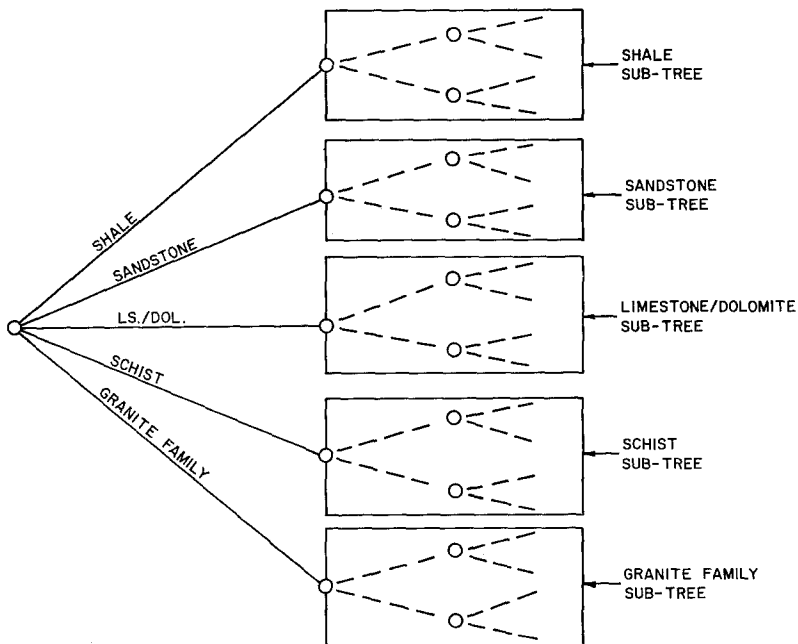 SHALE
SUB-TREE
SANDSTONE
SUB-TREE
LIMESTONE/DOLOMITE
SUB-TREE
SCHIST
SUB-TREE
GRANITE FAMILY
SUB-TREE
SHALE
SANDSTONE
LS./DOL.
SCHIST
GRANITE FAMILY